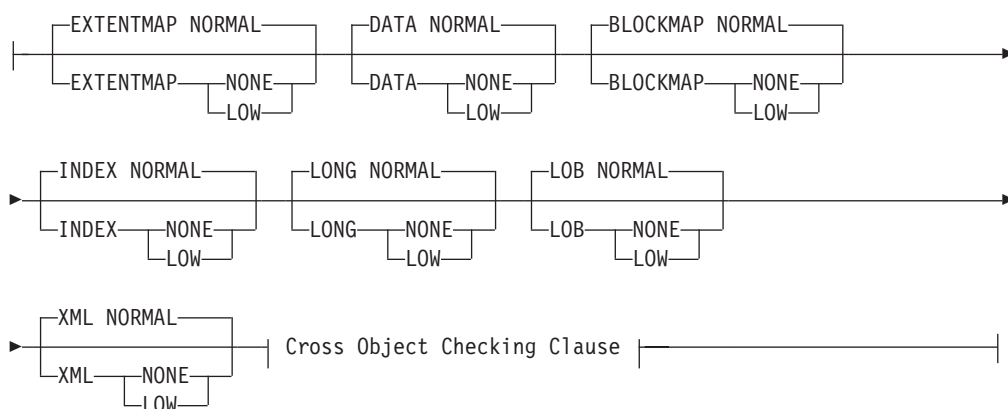 EXTENTMAP NORMAL DATA NORMAL BLOCKMAP NORMAL
EXTENTMAP NONE DATA NONE BLOCKMAP NONE
LOW LOW LOW
INDEX NORMAL LONG NORMAL LOB NORMAL
INDEX NONE LONG NONE LOB NONE
LOW LOW LOW
XML NORMAL
Cross Object Checking Clause
XML NONE
LOW